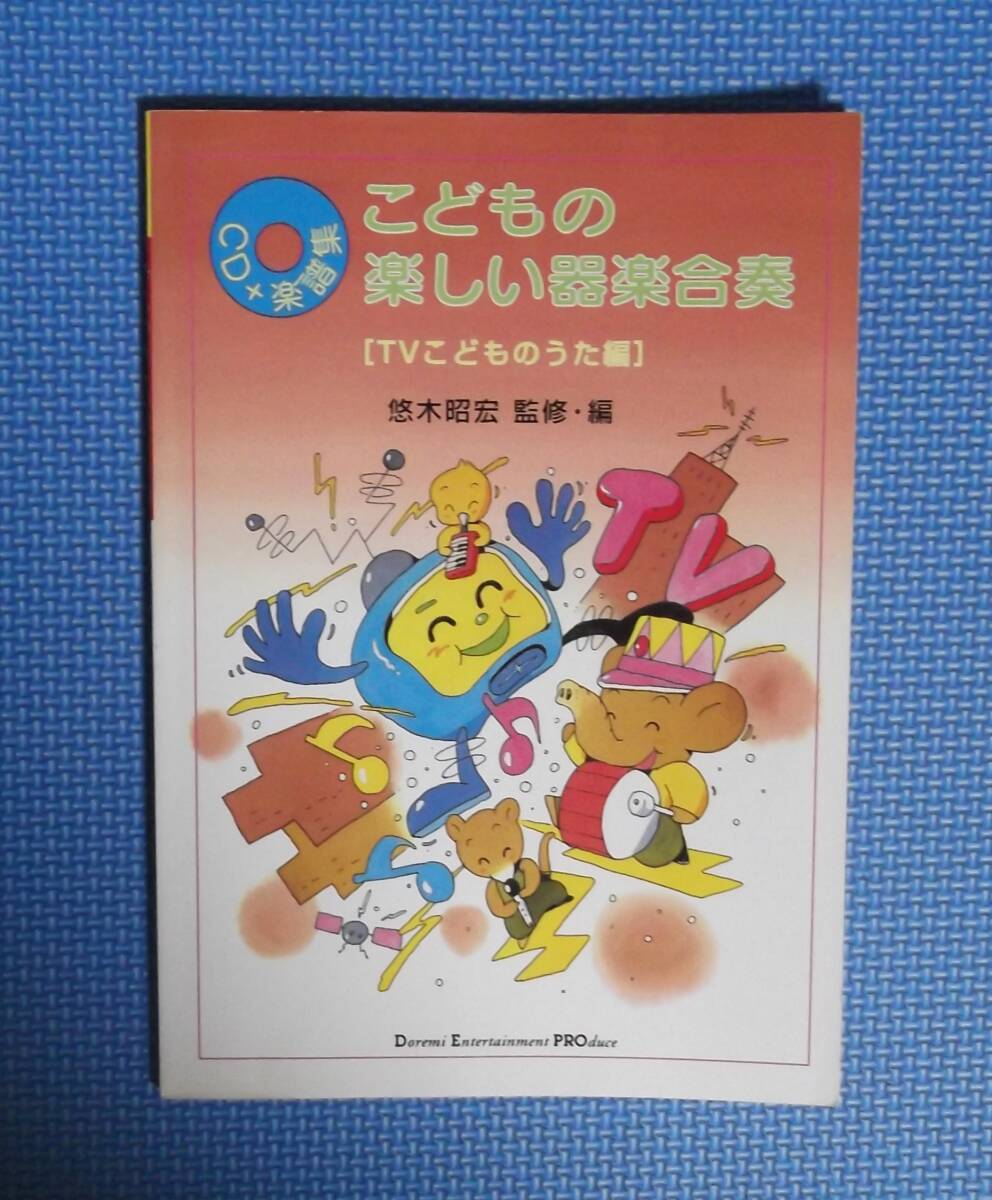 CD+楽譜集
こどもの
楽しい器楽合奏
[TVこどものうた編]
悠木昭宏 監修・編
TV
Doremi Entertainment PROduce